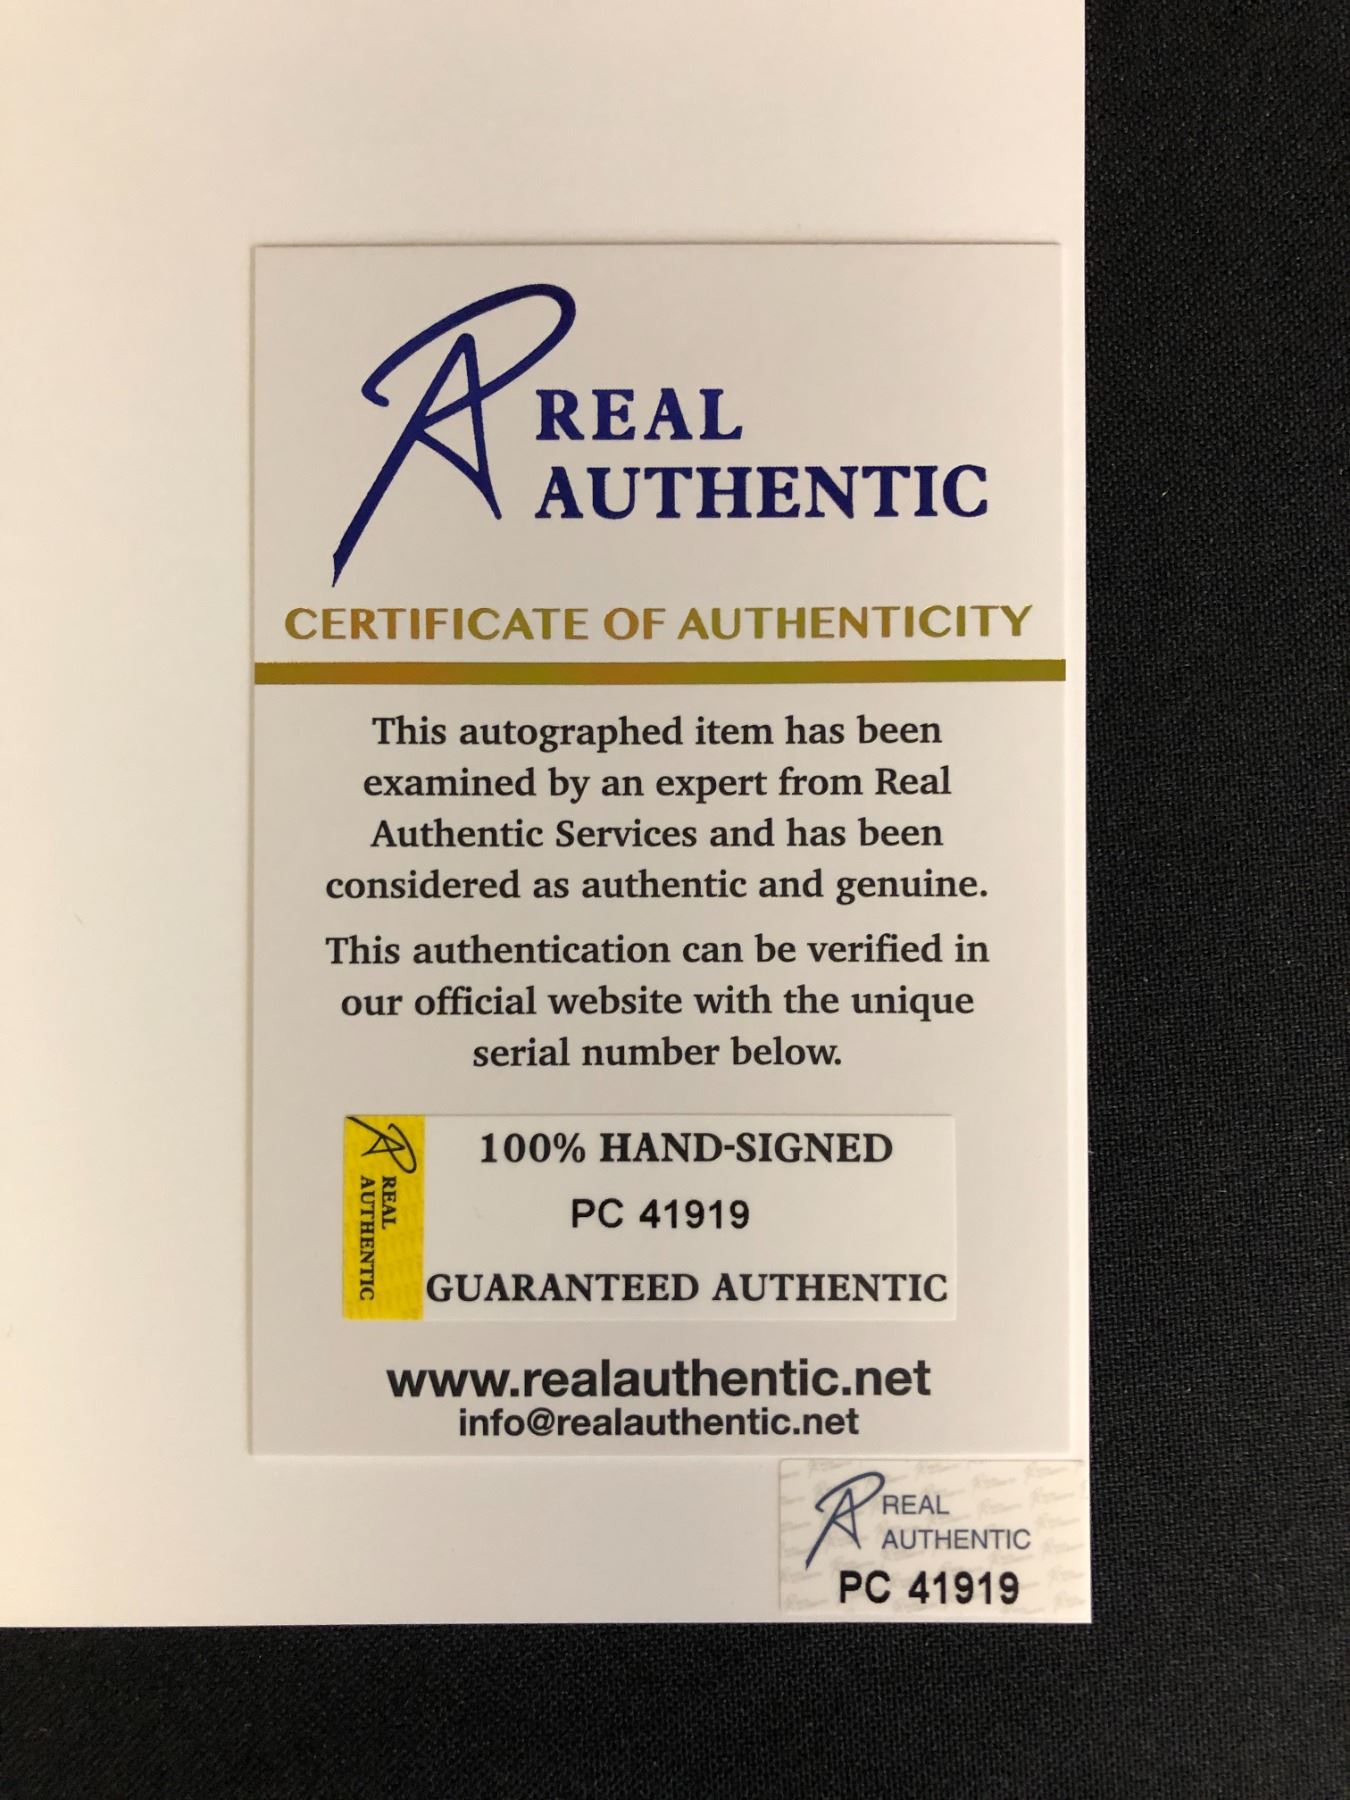 REAL
AUTHENTIC
CERTIFICATE OF AUTHENTICITY
This autographed item has been
examined by an expert from Real
Authentic Services and has been
considered as authentic and genuine.
This authentication can be verified in
our official website with the unique
serial number below.
REAL
AUTHENTIC
100% HAND-SIGNED
PC 41919
GUARANTEED AUTHENTIC
www.realauthentic.net
info@realauthentic.net
REAL
AUTHENTIC
PC 41919